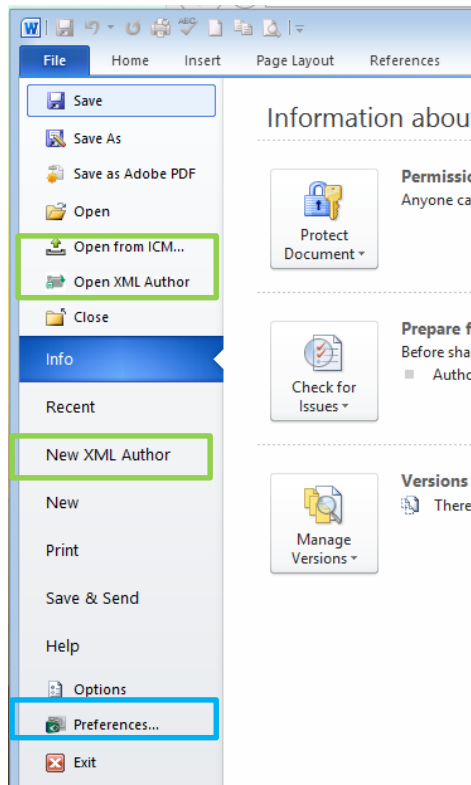 W
ABC
File Home Insert Page Layout References
Save
Save As
Save as Adobe PDF
Open
Open from ICM...
Open XML Author
Close
Info
Recent
New XML Author
New
Print
Save & Send
Help
Options
Preferences...
Exit
Information abou
Permissio
Anyone ca
Protect
Document
Prepare f
Before sha
Autho
Check for
Issues
Versions
There
Manage
Versions